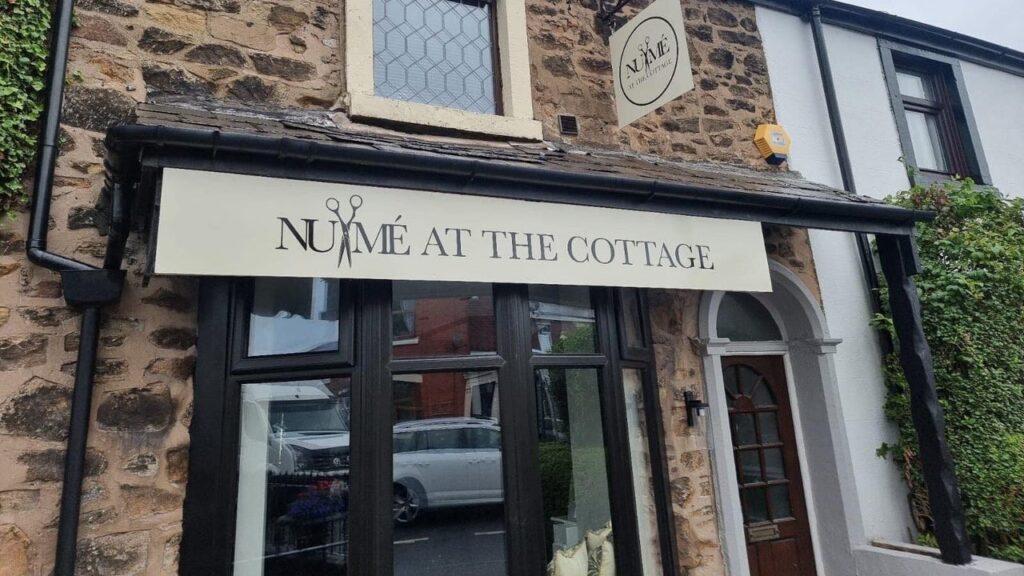 NUMÉ
AT THE COTTAGE
NUMÉ AT THE COTTAGE